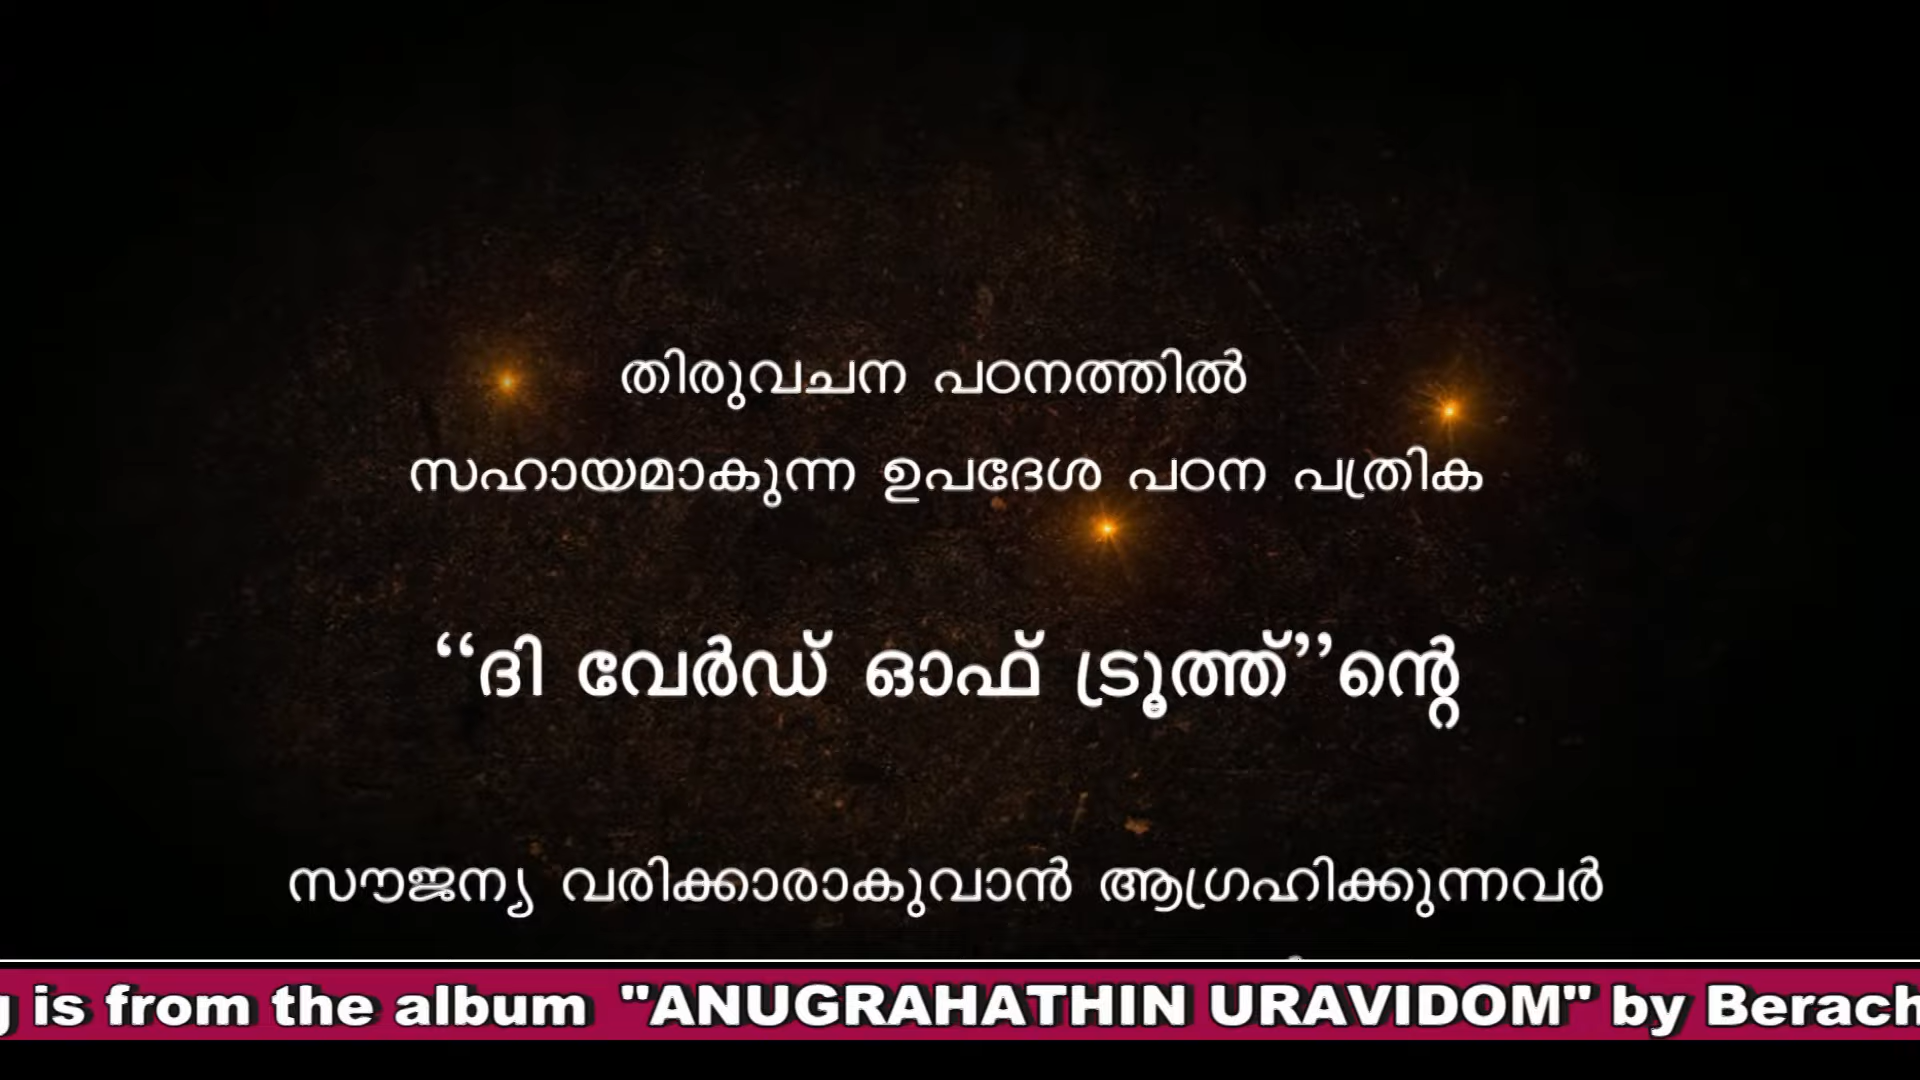 തിരുവചന പഠനത്തിൽ
സഹായമാകുന്ന ഉപദേശ പഠന പത്രിക
“ദി വേർഡ് ഓഫ് ട്രൂത്ത്”ന്റെ
സൗജന്യ വരിക്കാരാകുവാൻ ആഗ്രഹിക്കുന്നവർ
is from the album "ANUGRAHATHIN URAVIDOM" by Berach